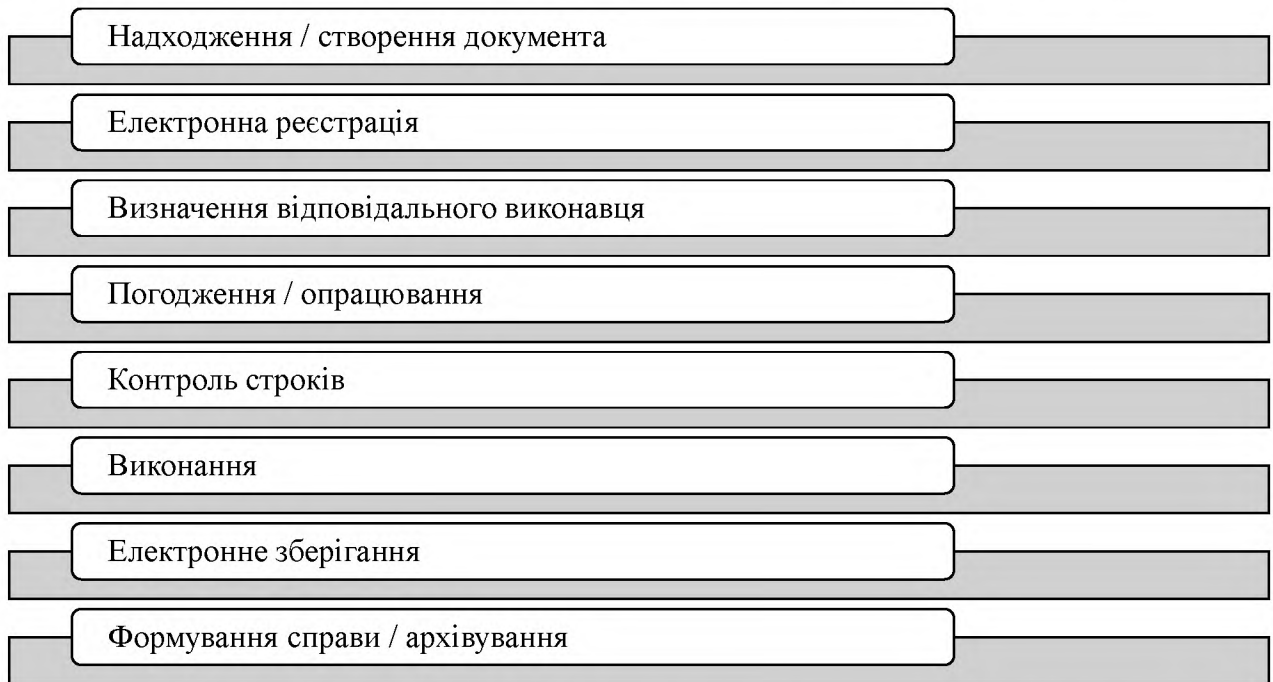 Надходження / створення документа
Електронна реєстрація
Визначення відповідального виконавця
Погодження / опрацювання
Контроль строків
Виконання
Електронне зберігання
Формування справи / архівування